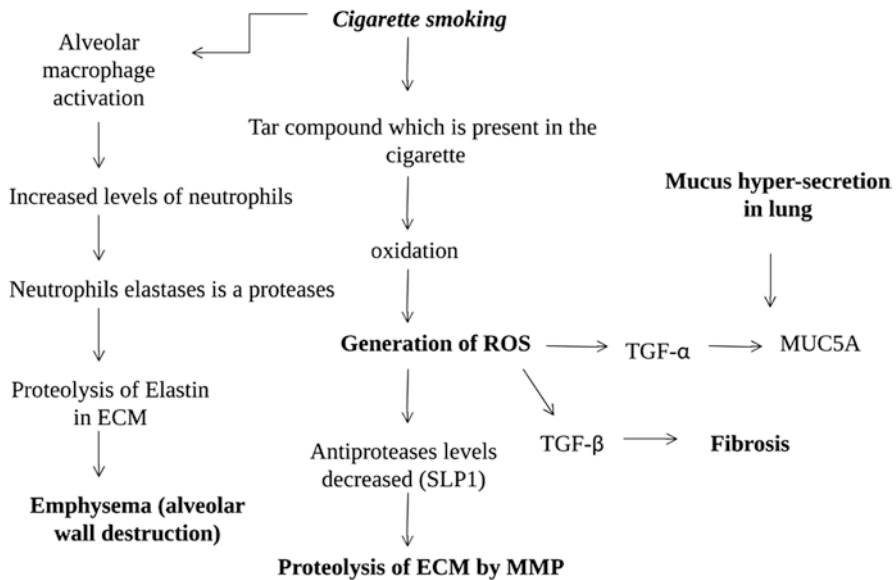 Cigarette smoking
Alveolar
macrophage
activation
Tar compound which is present in the
cigarette
Increased levels of neutrophils
Mucus hyper-secretion
in lung
oxidation
Neutrophils elastases is a proteases
Generation of ROS
TGF-α
MUC5A
Proteolysis of Elastin
in ECM
TGF-β
Fibrosis
Antiproteases levels
decreased (SLP1)
Emphysema (alveolar
wall destruction)
Proteolysis of ECM by MMP